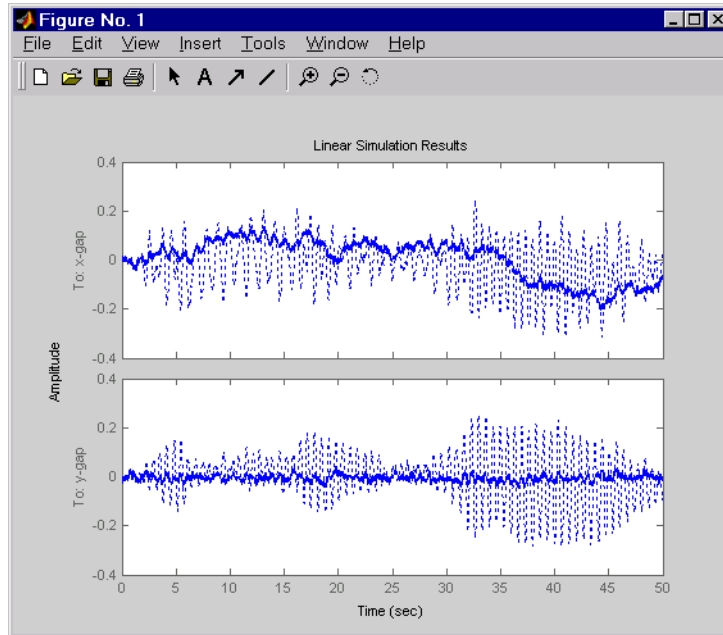 Figure No. 1
File Edit View Insert Tools Window Help
A
Linear Simulation Results
Amplitude
To: x-gap
0.4
0.2
0
-0.2
-0.4
To: y-gap
0.4
0.2
0
-0.2
-0.4
0 5 10 15 20 25 30 35 40 45 50
Time (sec)